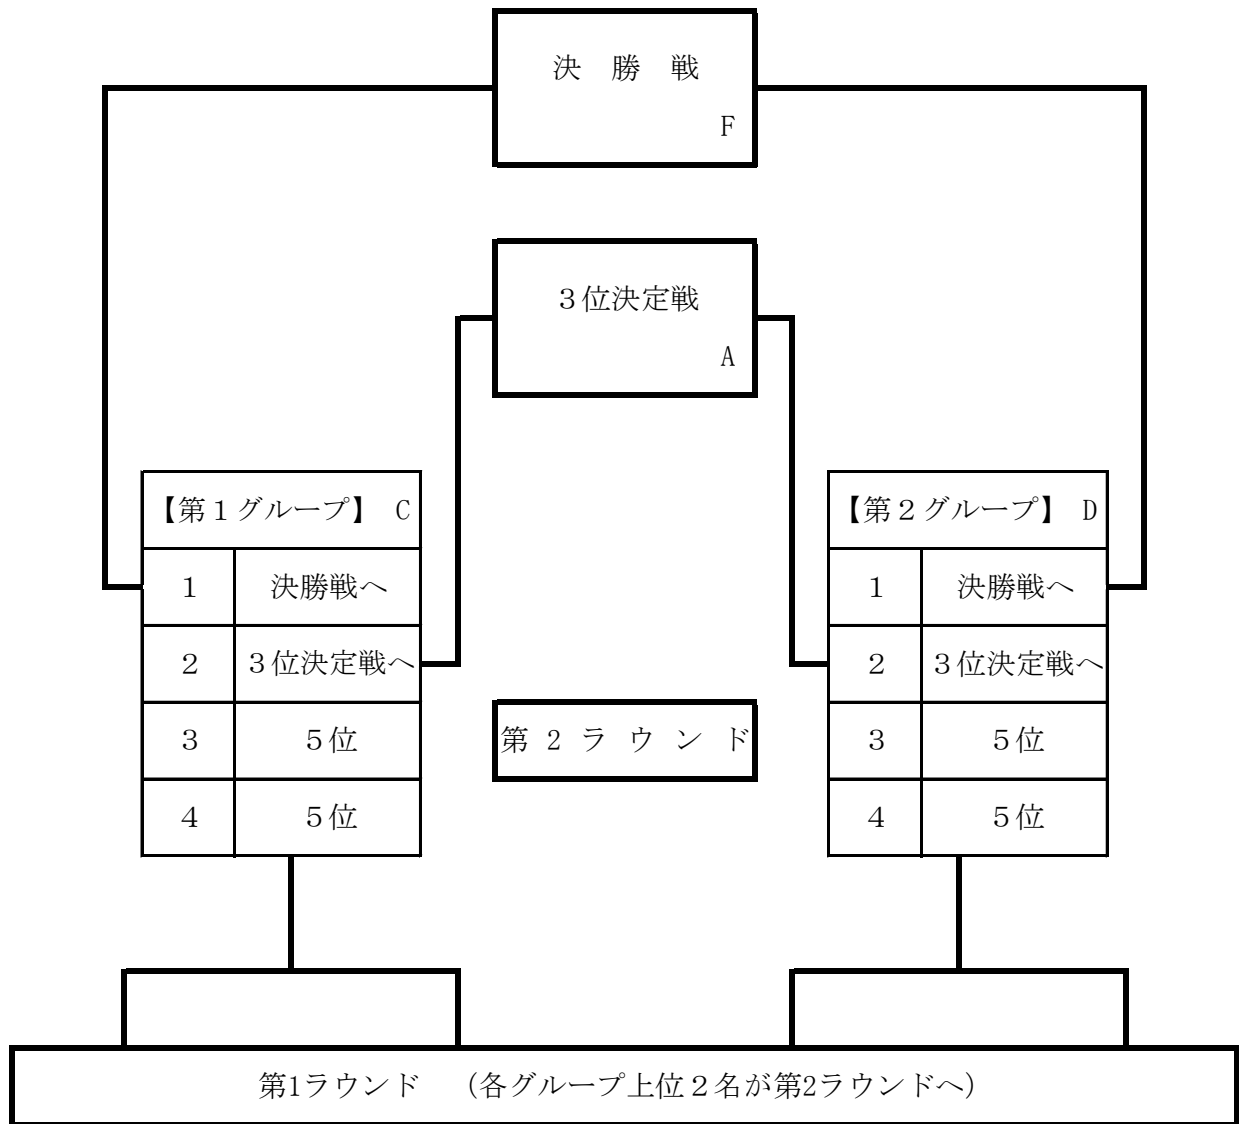 決　勝　戦
F
３位決定戦
A
【第１グループ】 C
1 決勝戦へ
2 ３位決定戦へ
3 ５位
4 ５位
【第２グループ】 D
1 決勝戦へ
2 ３位決定戦へ
3 ５位
4 ５位
第 2 ラ ウ ン ド
第1ラウンド　（各グループ上位２名が第2ラウンドへ）